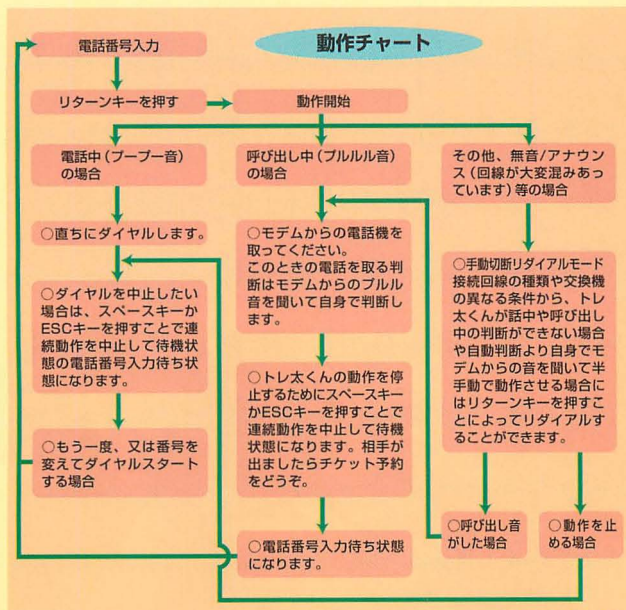 動作チャート
電話番号入力
リターンキーを押す
動作開始
電話中（プープー音）
の場合
呼び出し中（プルルル音）
の場合
その他、無音/アナウン
ス（回線が大変混みあっ
ています）等の場合
○直ちにダイヤルします。
○ダイヤルを中止したい
場合は、スペースキーか
ESCキーを押すことで連
続動作を中止して待機状
態の電話番号入力待ち状
態になります。
○もう一度、又は番号を
変えてダイヤルスタート
する場合
○モデムからの電話機を
取ってください。
このときの電話を取る判
断はモデムからのプルル
音を聞いて自身で判断し
ます。
○トレ太くんの動作を停
止するためにスペースキー
かESCキーを押すことで
連続動作を中止して待機
状態になります。相手が
出ましたらチケット予約
をどうぞ。
○電話番号入力待ち状態
になります。
○手動切断リダイアルモード
接続回線の種類や交換機
の異なる条件から、トレ
太くんが話中や呼び出し
中の判断ができない場合
や自動判断より自身でモ
デムからの音を聞いて半
手動で動作させる場合に
はリターンキーを押すこ
とによってリダイアルす
ることができます。
○呼び出し音
がした場合
○動作を止
める場合